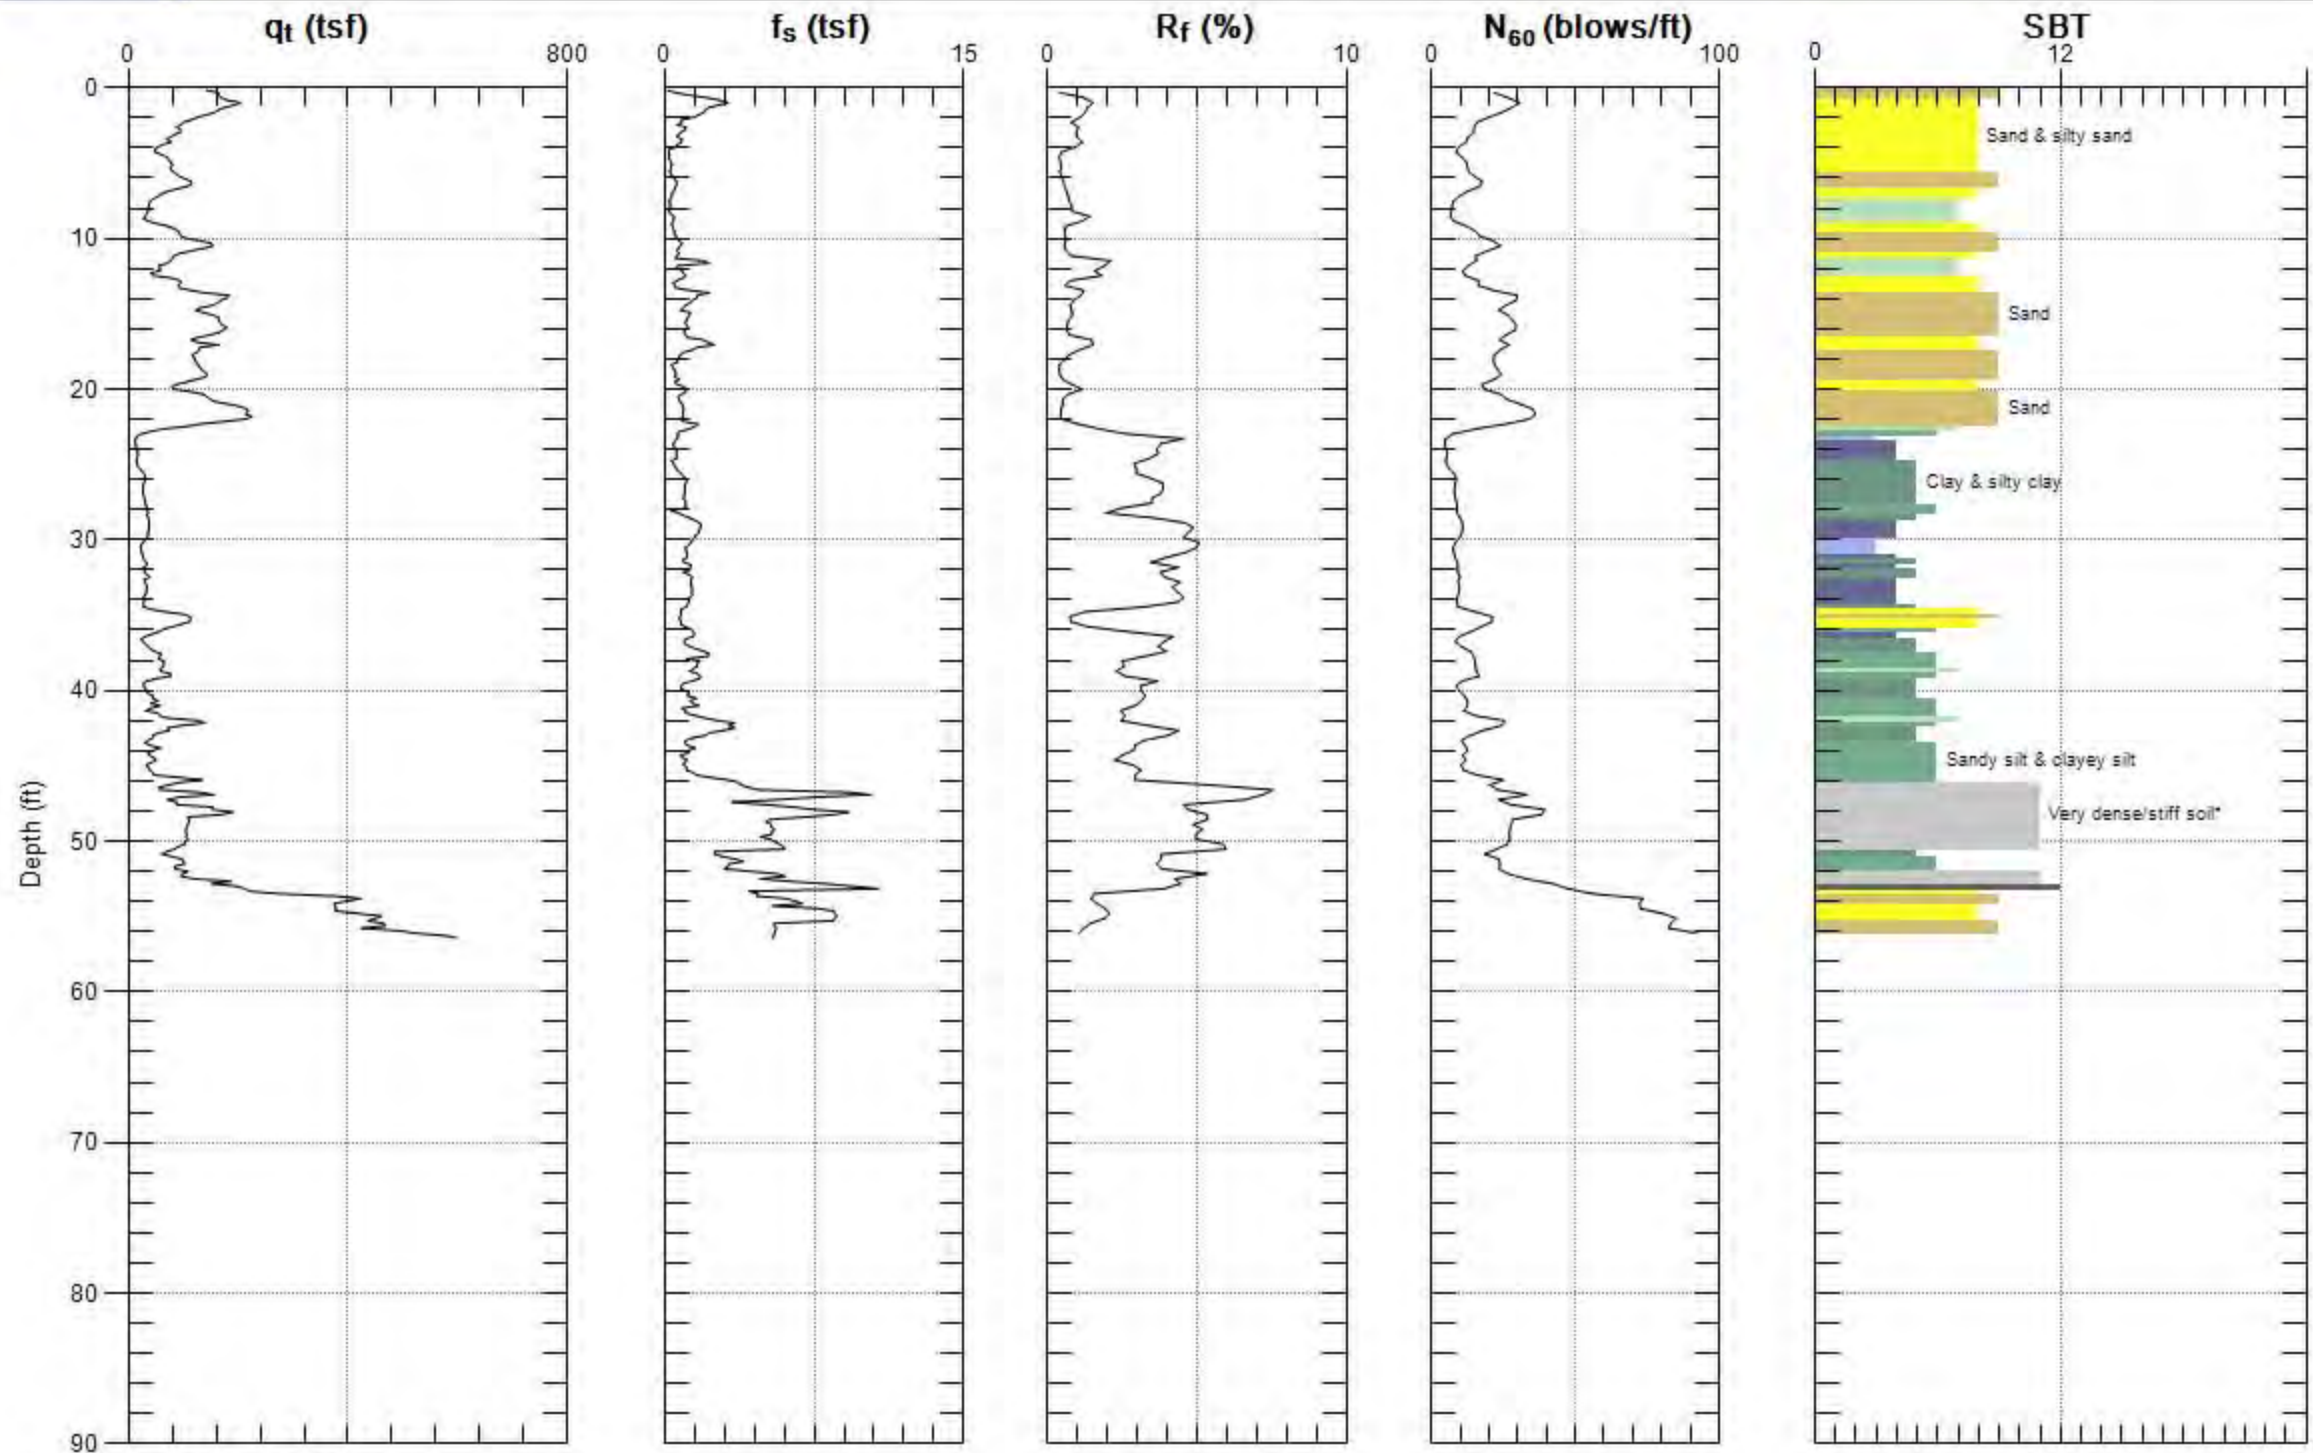 qt (tsf)
fs (tsf)
Rf (%)
N60 (blows/ft)
SBT
0
800
0
15
0
10
0
100
0
12
0
10
20
30
40
50
60
70
80
90
Depth (ft)
Sand & silty sand
Sand
Sand
Clay & silty clay
Sandy silt & clayey silt
Very dense/stiff soil*